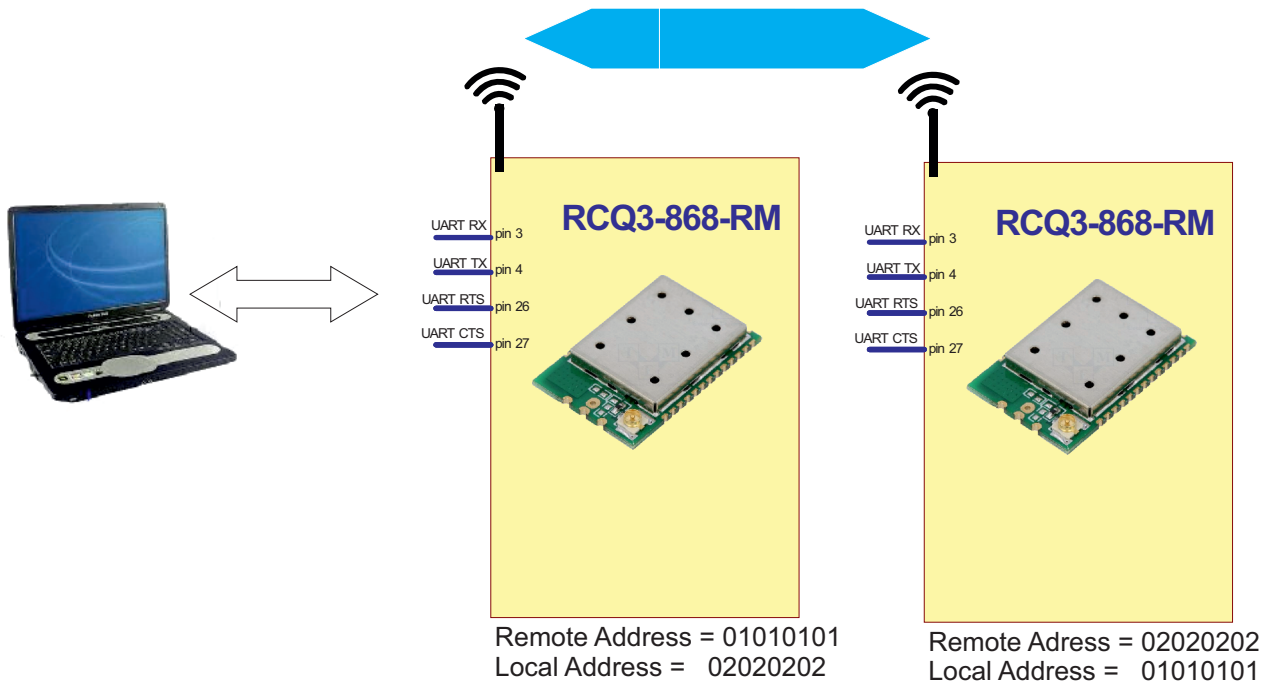 RCQ3-868-RM
UART RX
pin 3
UART TX
pin 4
UART RTS
pin 26
UART CTS
pin 27
Remote Address = 01010101
Local Address = 02020202
RCQ3-868-RM
UART RX
pin 3
UART TX
pin 4
UART RTS
pin 26
UART CTS
pin 27
Remote Adress = 02020202
Local Address = 01010101